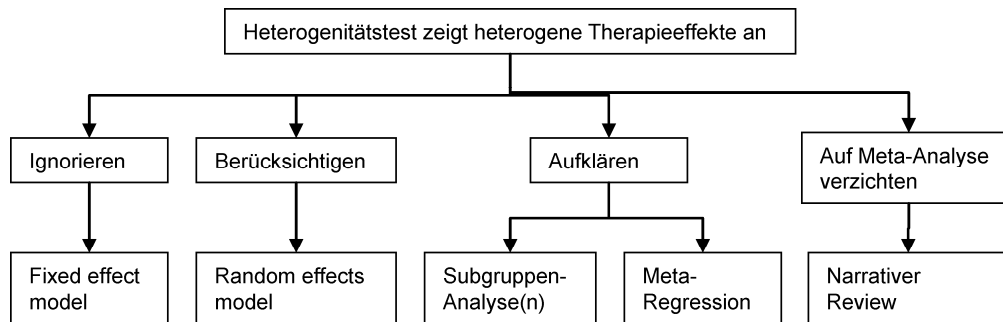 Heterogenitätstest zeigt heterogene Therapieeffekte an
Ignorieren
Berücksichtigen
Aufklären
Auf Meta-Analyse
verzichten
Fixed effect
model
Random effects
model
Subgruppen-
Analyse(n)
Meta-
Regression
Narrativer
Review